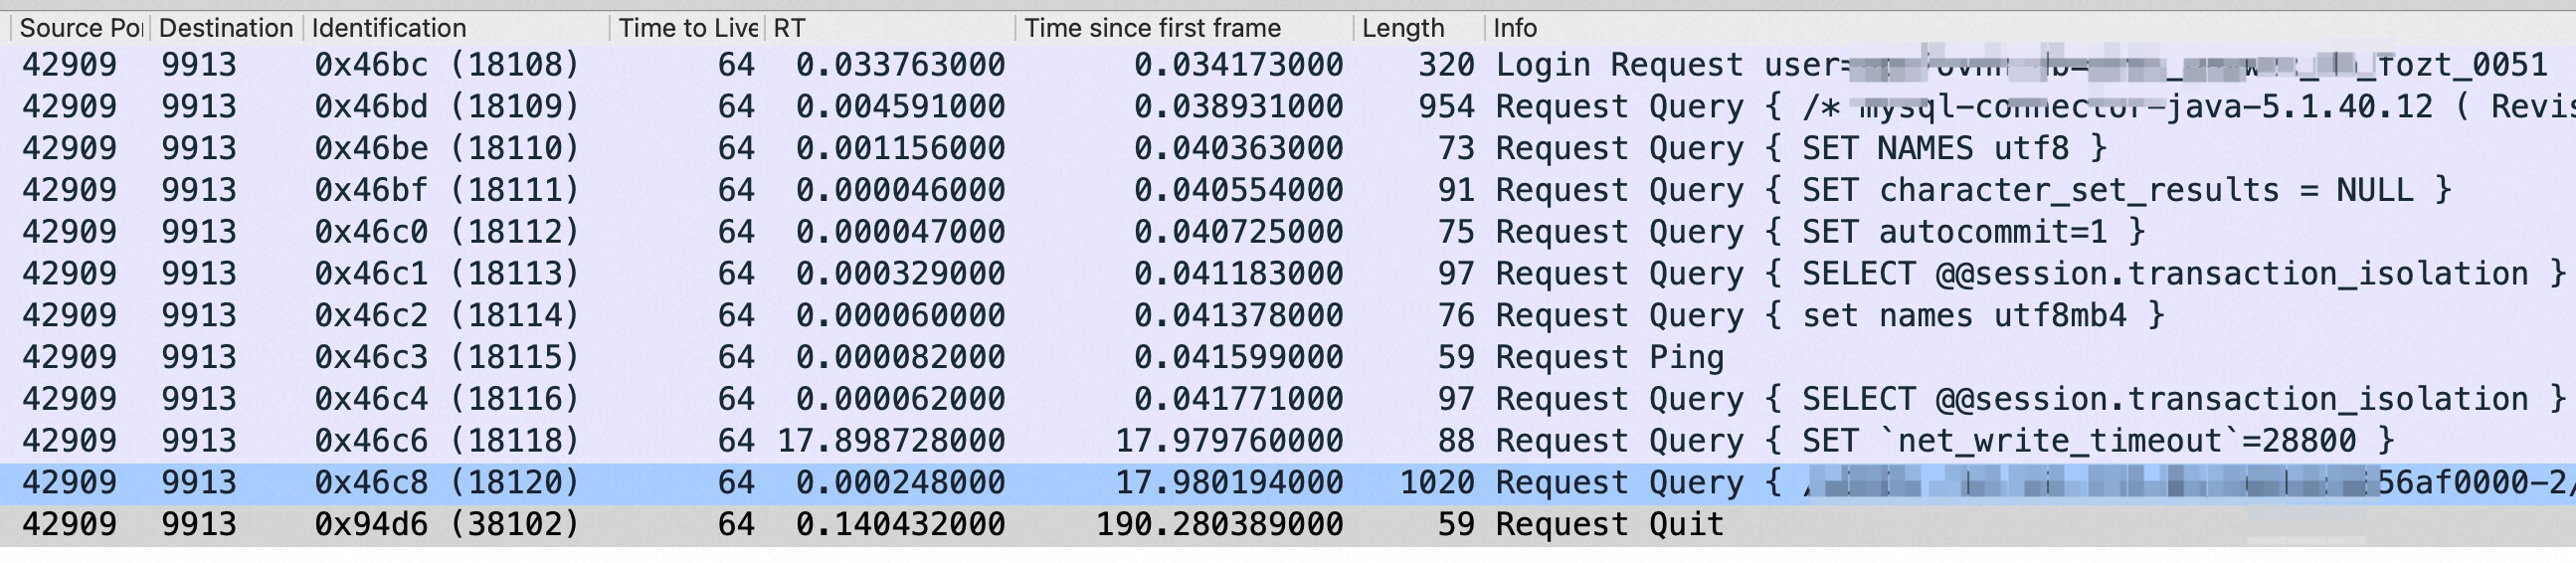 Source Por Destination Identification Time to Live RT Time since first frame Length Info
42909 9913 0x46bc (18108) 64 0.033763000 0.034173000 320 Login Request user= fozt_0051
42909 9913 0x46bd (18109) 64 0.004591000 0.038931000 954 Request Query { /* mysql-connector-java-5.1.40.12 ( Revis
42909 9913 0x46be (18110) 64 0.001156000 0.040363000 73 Request Query { SET NAMES utf8 }
42909 9913 0x46bf (18111) 64 0.000046000 0.040554000 91 Request Query { SET character_set_results = NULL }
42909 9913 0x46c0 (18112) 64 0.000047000 0.040725000 75 Request Query { SET autocommit=1 }
42909 9913 0x46c1 (18113) 64 0.000329000 0.041183000 97 Request Query { SELECT @@session.transaction_isolation }
42909 9913 0x46c2 (18114) 64 0.000060000 0.041378000 76 Request Query { set names utf8mb4 }
42909 9913 0x46c3 (18115) 64 0.000082000 0.041599000 59 Request Ping
42909 9913 0x46c4 (18116) 64 0.000062000 0.041771000 97 Request Query { SELECT @@session.transaction_isolation }
42909 9913 0x46c6 (18118) 64 17.898728000 17.979760000 88 Request Query { SET `net_write_timeout`=28800 }
42909 9913 0x46c8 (18120) 64 0.000248000 17.980194000 1020 Request Query { 56af0000-2/
42909 9913 0x94d6 (38102) 64 0.140432000 190.280389000 59 Request Quit